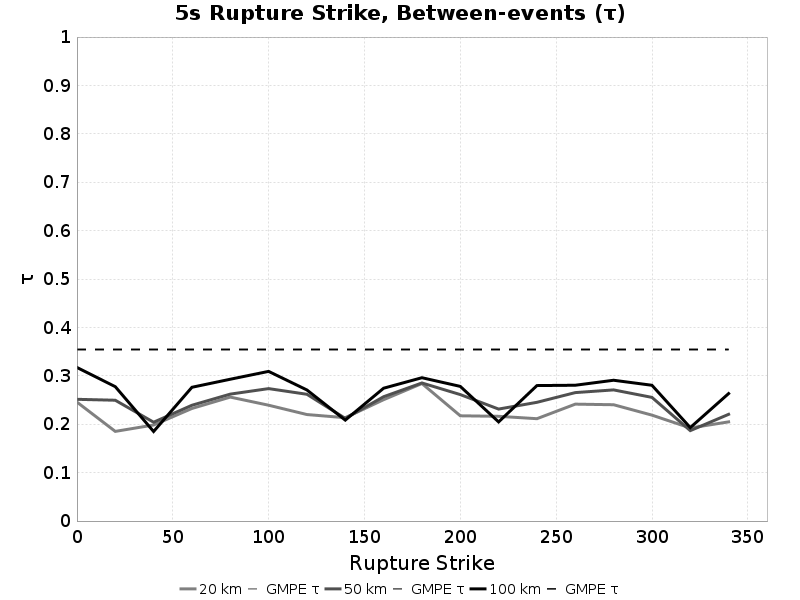 5s Rupture Strike, Between-events (τ)
1
0.9
0.8
0.7
0.6
0.5
0.4
0.3
0.2
0.1
0
τ
0 50 100 150 200 250 300 350
Rupture Strike
20 km GMPE τ 50 km GMPE τ 100 km GMPE τ